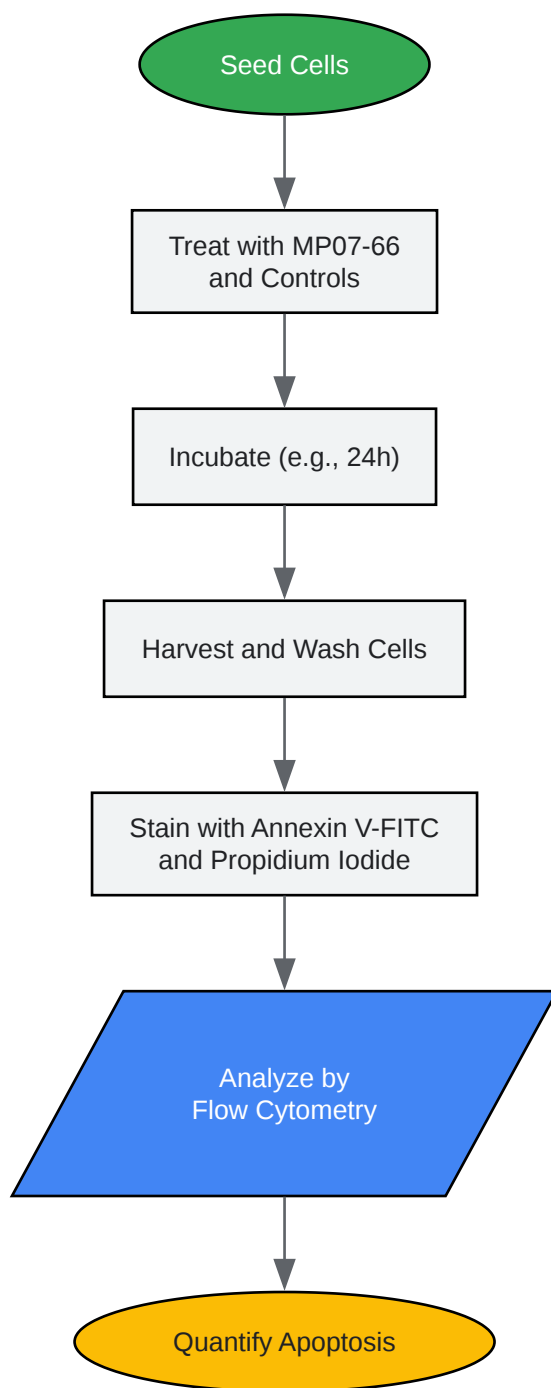 Seed Cells
Treat with MP07-66
and Controls
Incubate (e.g., 24h)
Harvest and Wash Cells
Stain with Annexin V-FITC
and Propidium Iodide
Analyze by
Flow Cytometry
Quantify Apoptosis